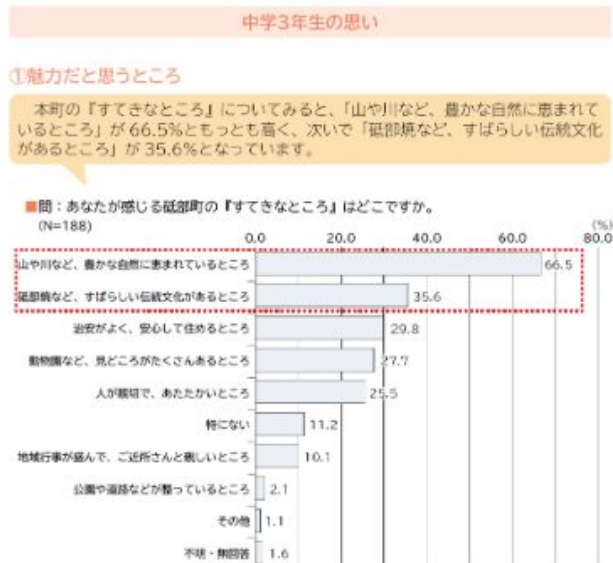 中学3年生の思い
①魅力だと思うところ
本町の『すてきなところ』についてみると、「山や川など、豊かな自然に恵まれて
いるところ」が 66.5%ともっとも高く、次いで「砥部焼など、すばらしい伝統文化
があるところ」が 35.6%となっています。
■問：あなたが感じる砥部町の『すてきなところ』はどこですか。
(N=188)
(%)
0.0 20.0 40.0 60.0 80.0
山や川など、豊かな自然に恵まれているところ 66.5
砥部焼など、すばらしい伝統文化があるところ 35.6
治安がよく、安心して住めるところ 29.8
動物園など、見どころがたくさんあるところ 27.7
人が親切で、あたたかいところ 25.5
特にない 11.2
地域行事が盛んで、ご近所さんと親しいところ 10.1
公園や道路などが整っているところ 2.1
その他 1.1
不明・無回答 1.6